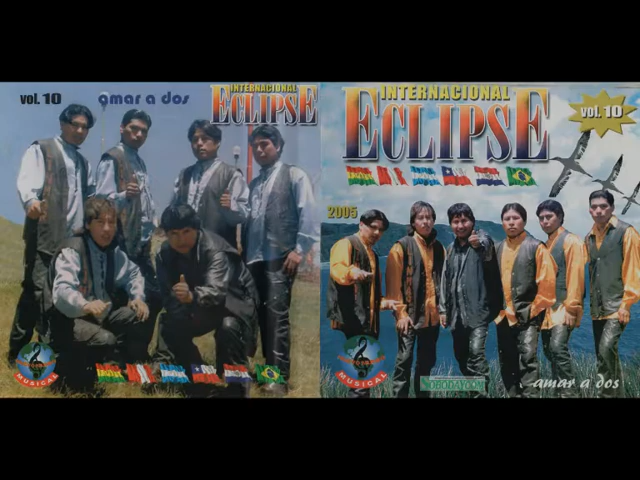 vol. 10
amar a dos
INTERNACIONAL
ECLIPSE
MUSICAL
INTERNACIONAL
ECLIPSE
vol. 10
2005
MUSICAL
amar a dos